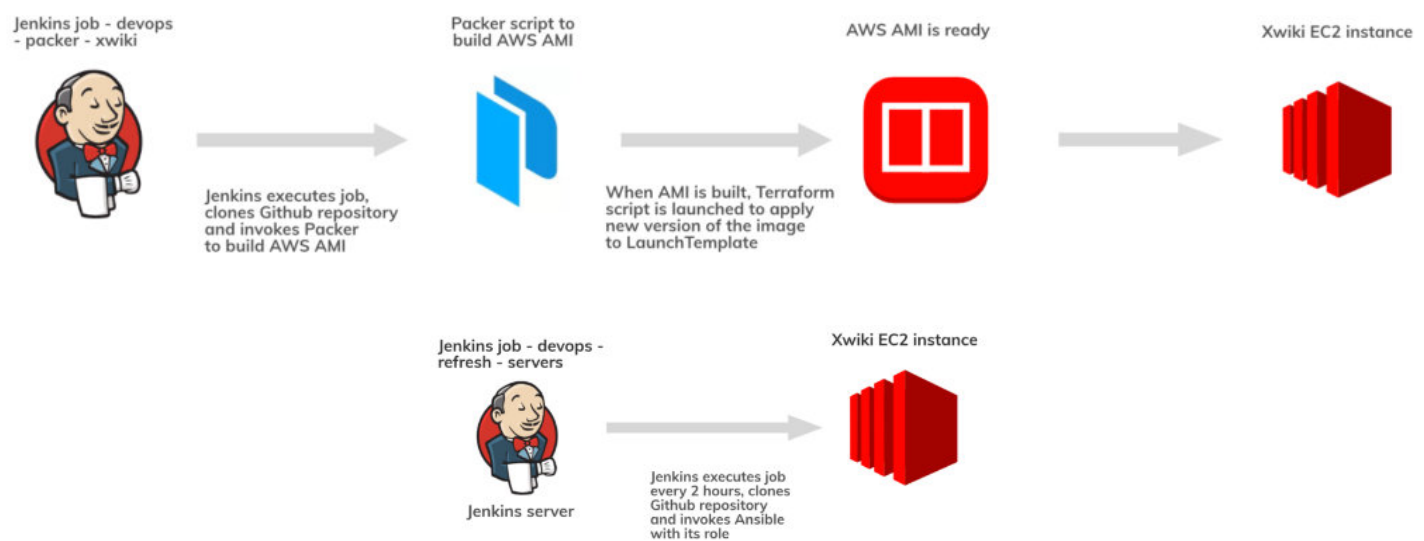 Jenkins job - devops
- packer - xwiki
Packer script to
build AWS AMI
AWS AMI is ready
Xwiki EC2 instance
Jenkins executes job,
clones Github repository
and invokes Packer
to build AWS AMI
When AMI is built, Terraform
script is launched to apply
new version of the image
to LaunchTemplate
Jenkins job - devops -
refresh - servers
Xwiki EC2 instance
Jenkins server
Jenkins executes job
every 2 hours, clones
Github repository
and invokes Ansible
with its role